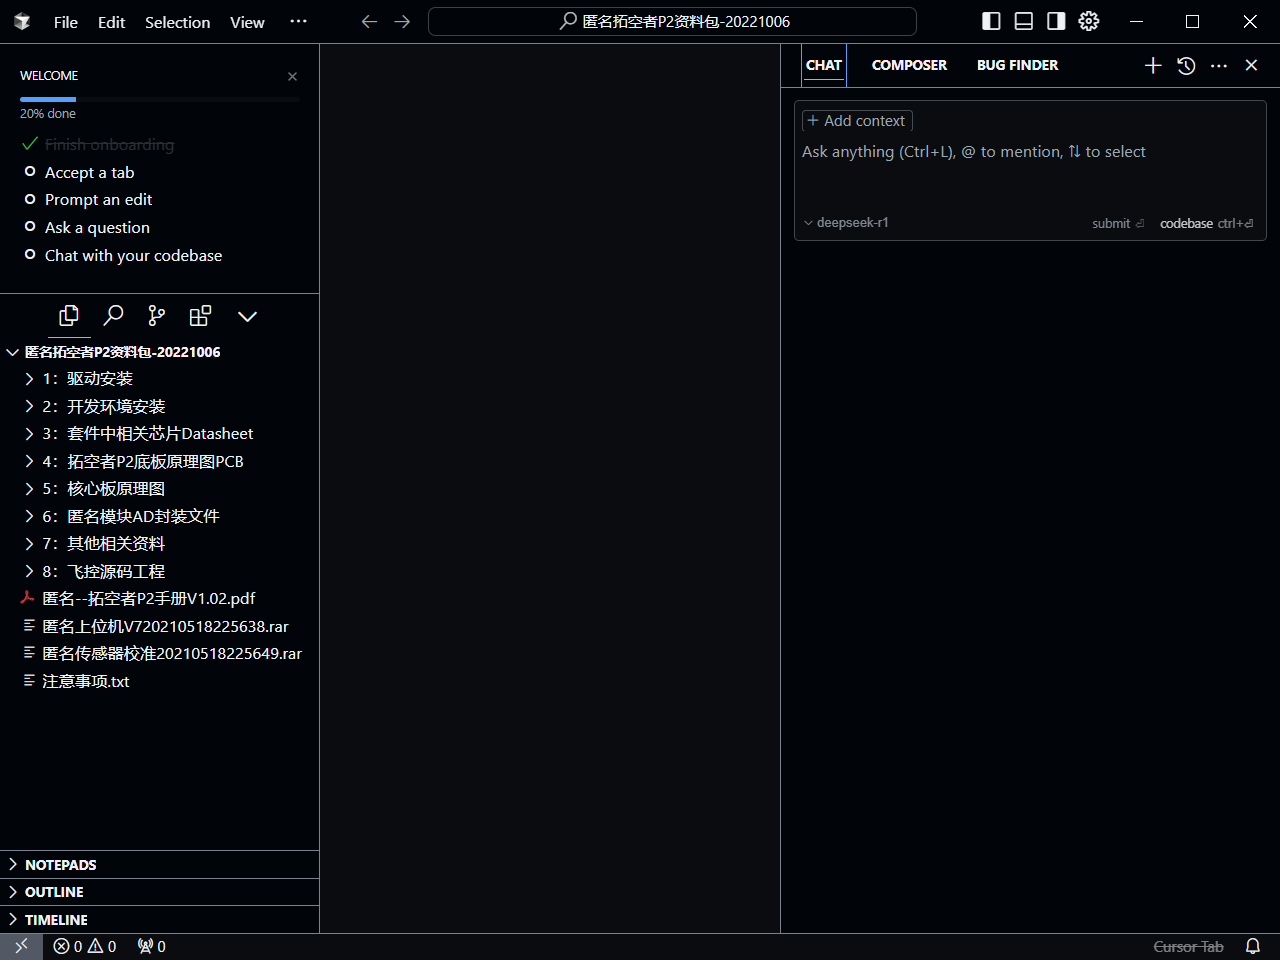 File Edit Selection View ··· 匿名拓空者P2资料包-20221006
WELCOME
20% done
Finish onboarding
Accept a tab
Prompt an edit
Ask a question
Chat with your codebase
匿名拓空者P2资料包-20221006
1：驱动安装
2：开发环境安装
3：套件中相关芯片Datasheet
4：拓空者P2底板原理图PCB
5：核心板原理图
6：匿名模块AD封装文件
7：其他相关资料
8：飞控源码工程
匿名--拓空者P2手册V1.02.pdf
匿名上位机V720210518225638.rar
匿名传感器校准20210518225649.rar
注意事项.txt
NOTEPADS
OUTLINE
TIMELINE
CHAT COMPOSER BUG FINDER
+ Add context
Ask anything (Ctrl+L), @ to mention, ⇅ to select
deepseek-r1 submit ⏎ codebase ctrl+⏎
0 0 0 Cursor Tab